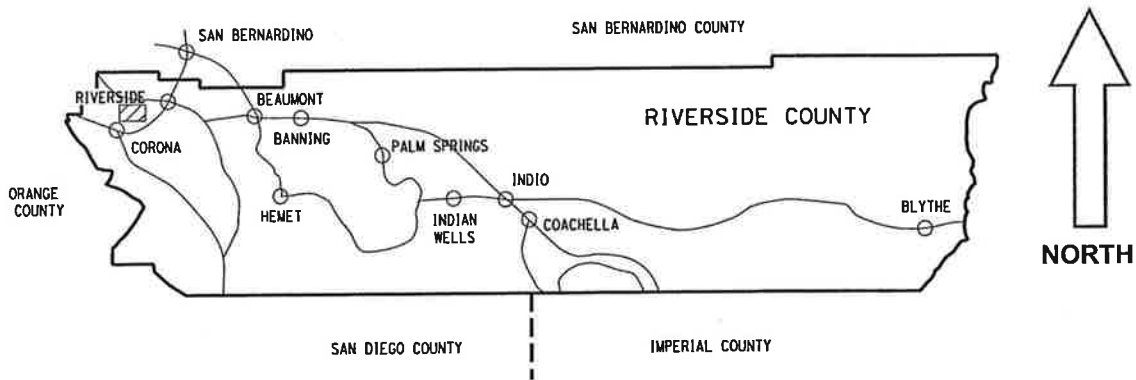 SAN BERNARDINO
SAN BERNARDINO COUNTY
RIVERSIDE
BEAUMONT
RIVERSIDE COUNTY
BANNING
CORONA
PALM SPRINGS
ORANGE
COUNTY
HEMET
INDIO
INDIAN
WELLS
COACHELLA
BLYTHE
NORTH
SAN DIEGO COUNTY
IMPERIAL COUNTY